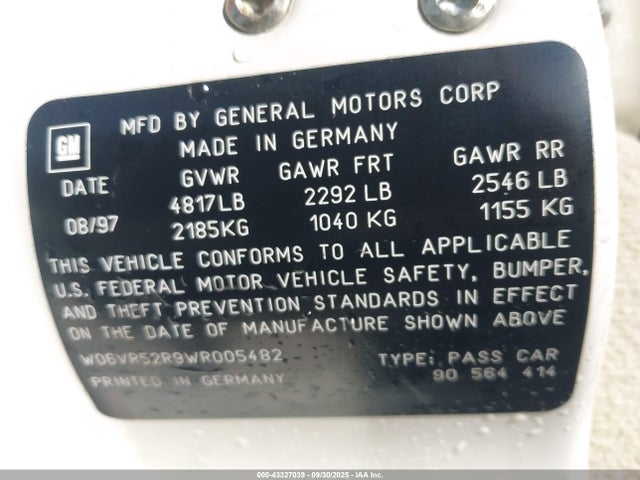 MFD BY GENERAL MOTORS CORP
GM
MADE IN GERMANY
DATE GVWR GAWR FRT GAWR RR
4817LB 2292 LB 2546 LB
08/97 2185KG 1040 KG 1155 KG
THIS VEHICLE CONFORMS TO ALL APPLICABLE
U.S. FEDERAL MOTOR VEHICLE SAFETY, BUMPER,
AND THEFT PREVENTION STANDARDS IN EFFECT
ON THE DATE OF MANUFACTURE SHOWN ABOVE
W06VR52R9WR005482 TYPE: PASS CAR
PRINTED IN GERMANY 90 564 414
000-43327039 - 09/30/2025 - IAA Inc.